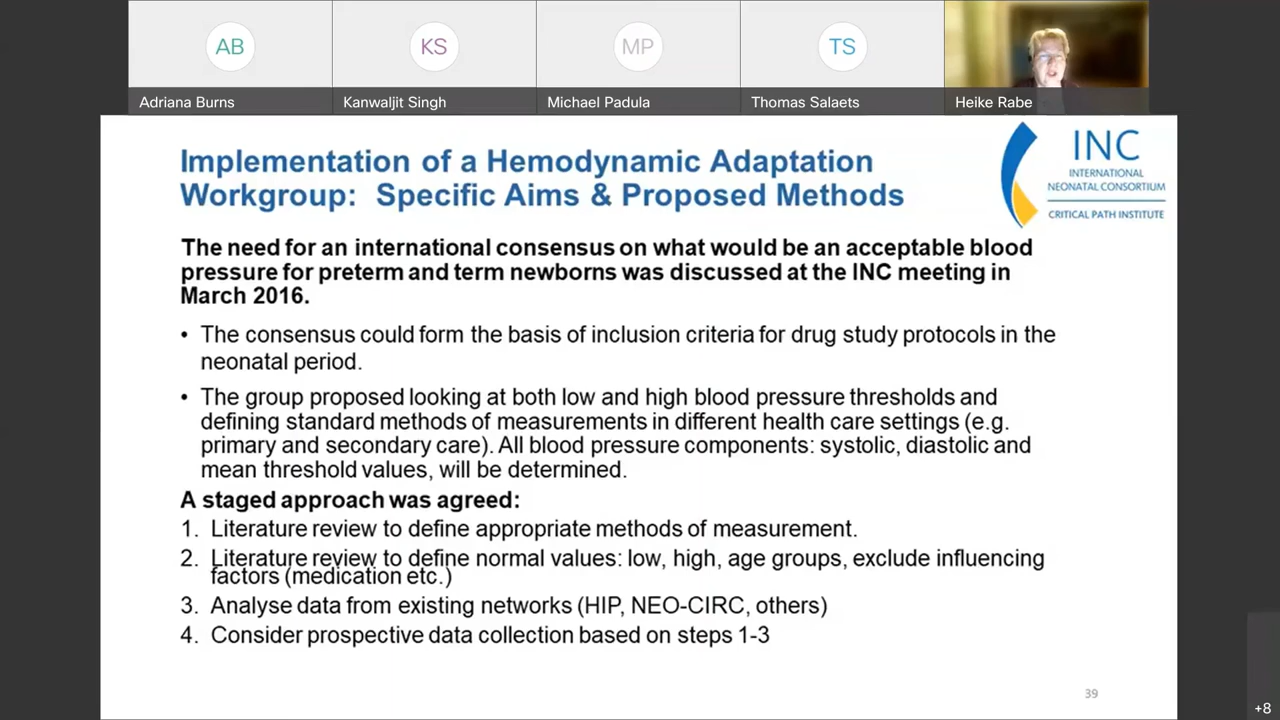 AB
KS
MP
TS
Adriana Burns
Kanwaljit Singh
Michael Padula
Thomas Salaets
Heike Rabe
Implementation of a Hemodynamic Adaptation
Workgroup: Specific Aims & Proposed Methods
INC
INTERNATIONAL
NEONATAL CONSORTIUM
CRITICAL PATH INSTITUTE
The need for an international consensus on what would be an acceptable blood
pressure for preterm and term newborns was discussed at the INC meeting in
March 2016.
• The consensus could form the basis of inclusion criteria for drug study protocols in the
neonatal period.
• The group proposed looking at both low and high blood pressure thresholds and
defining standard methods of measurements in different health care settings (e.g.
primary and secondary care). All blood pressure components: systolic, diastolic and
mean threshold values, will be determined.
A staged approach was agreed:
1. Literature review to define appropriate methods of measurement.
2. Literature review to define normal values: low, high, age groups, exclude influencing
factors (medication etc.)
3. Analyse data from existing networks (HIP, NEO-CIRC, others)
4. Consider prospective data collection based on steps 1-3
39
+8